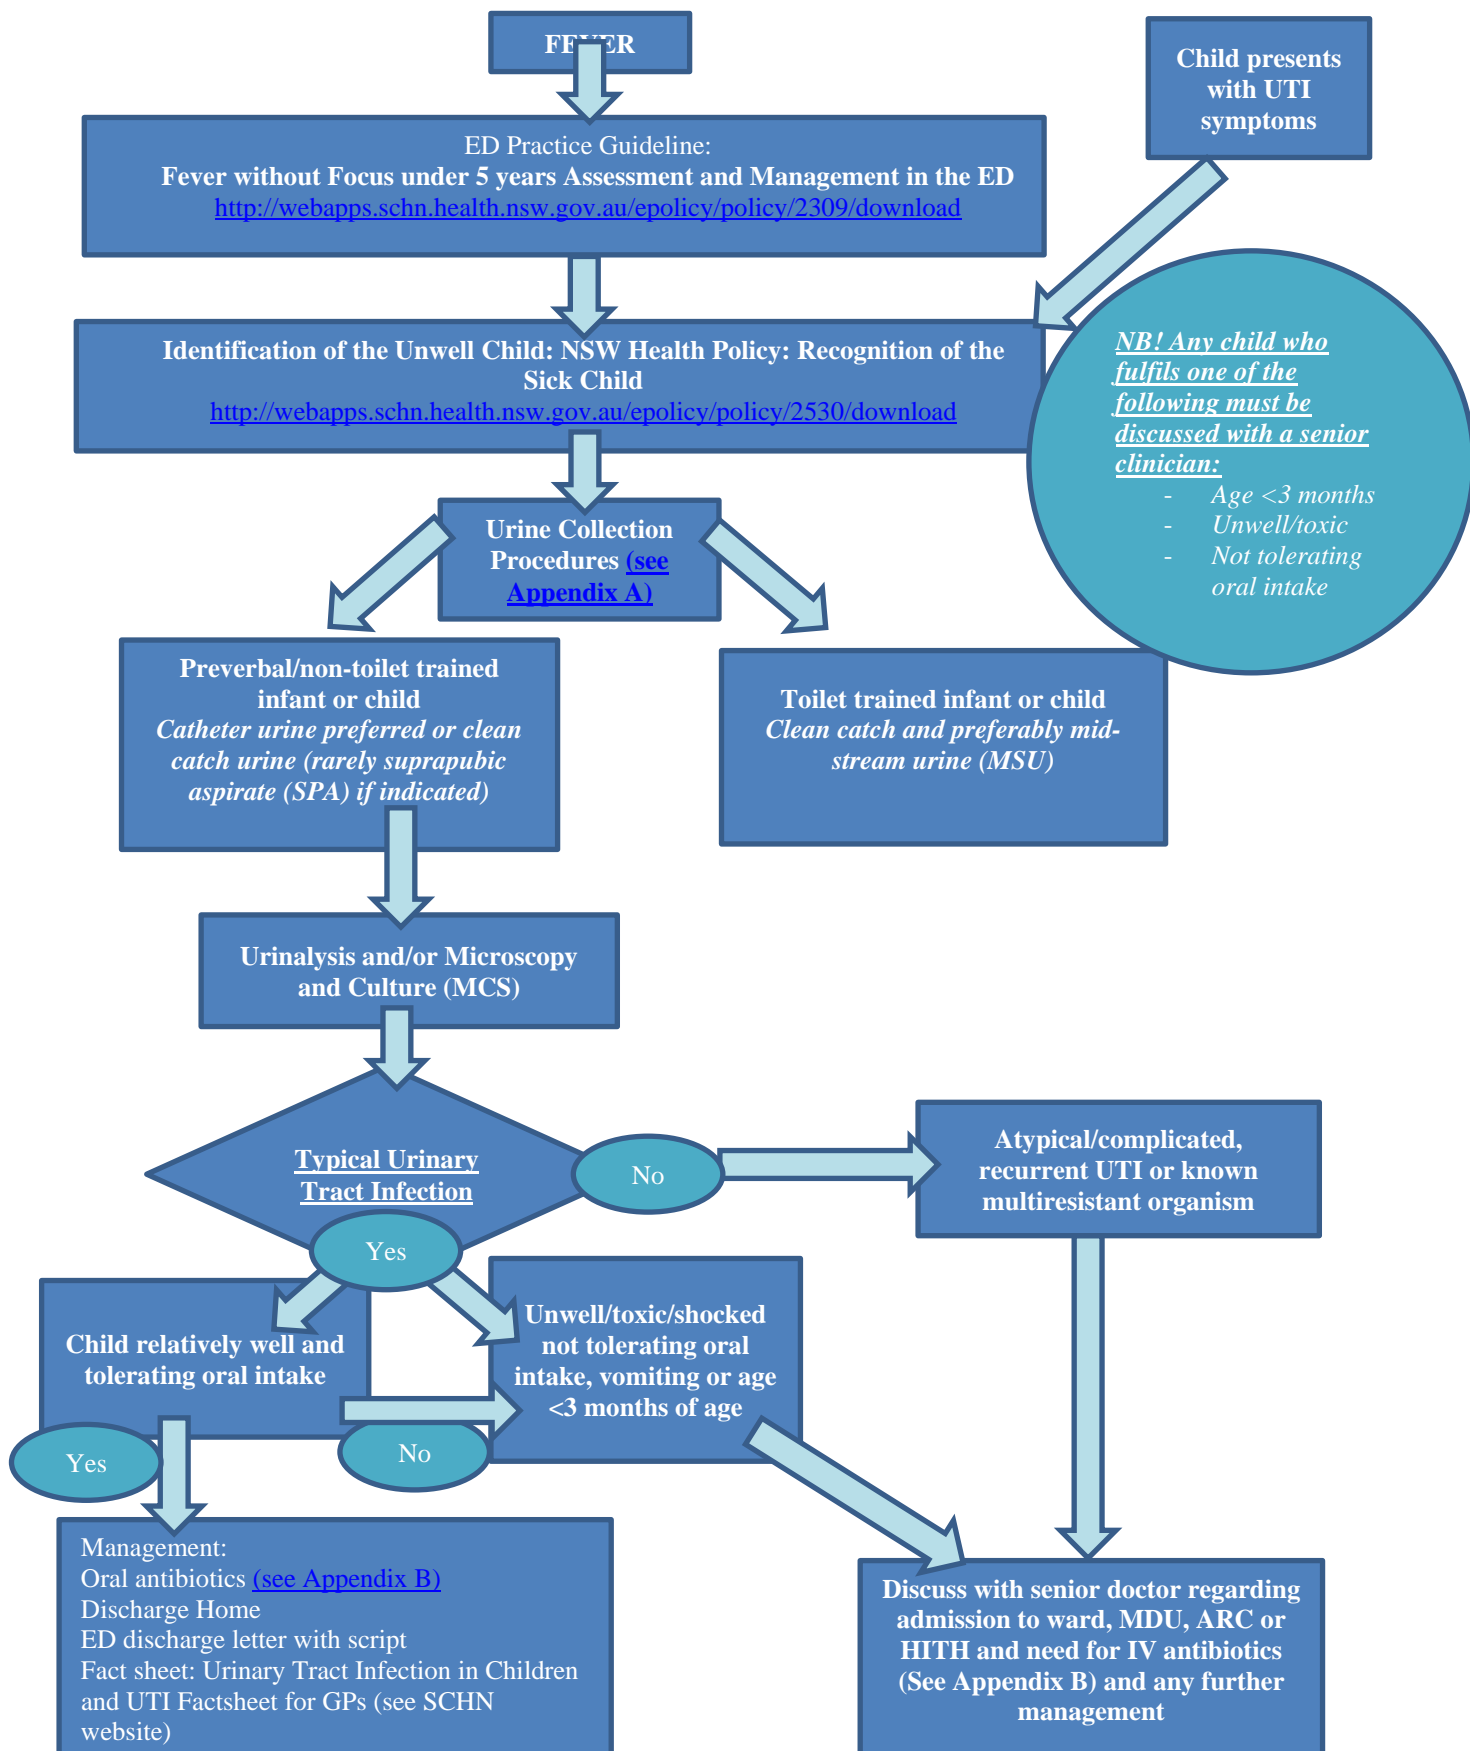 FEVER
Child presents
with UTI
symptoms
ED Practice Guideline:
Fever without Focus under 5 years Assessment and Management in the ED
http://webapps.schn.health.nsw.gov.au/epolicy/policy/2309/download
Identification of the Unwell Child: NSW Health Policy: Recognition of the
Sick Child
http://webapps.schn.health.nsw.gov.au/epolicy/policy/2530/download
NB! Any child who
fulfils one of the
following must be
discussed with a senior
clinician:
- Age <3 months
- Unwell/toxic
- Not tolerating
oral intake
Urine Collection
Procedures (see
Appendix A)
Preverbal/non-toilet trained
infant or child
Catheter urine preferred or clean
catch urine (rarely suprapubic
aspirate (SPA) if indicated)
Toilet trained infant or child
Clean catch and preferably mid-
stream urine (MSU)
Urinalysis and/or Microscopy
and Culture (MCS)
Typical Urinary
Tract Infection
No
Atypical/complicated,
recurrent UTI or known
multiresistant organism
Yes
Child relatively well and
tolerating oral intake
Unwell/toxic/shocked
not tolerating oral
intake, vomiting or age
<3 months of age
Yes
No
Management:
Oral antibiotics (see Appendix B)
Discharge Home
ED discharge letter with script
Fact sheet: Urinary Tract Infection in Children
and UTI Factsheet for GPs (see SCHN
website)
Discuss with senior doctor regarding
admission to ward, MDU, ARC or
HITH and need for IV antibiotics
(See Appendix B) and any further
management